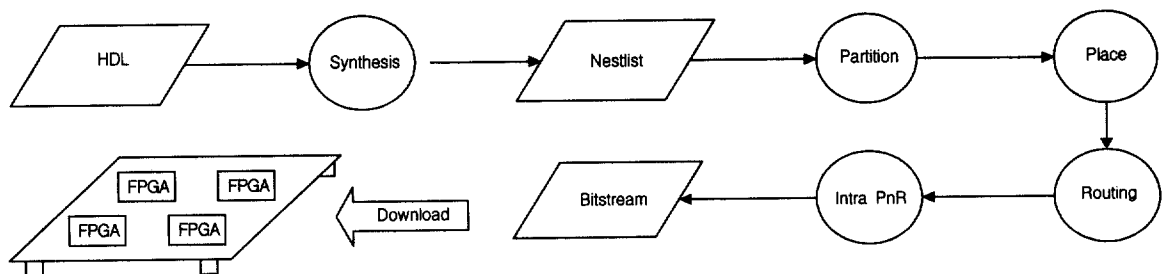 HDL
Synthesis
Nestlist
Partition
Place
Routing
Intra PnR
Bitstream
Download
FPGA
FPGA
FPGA
FPGA